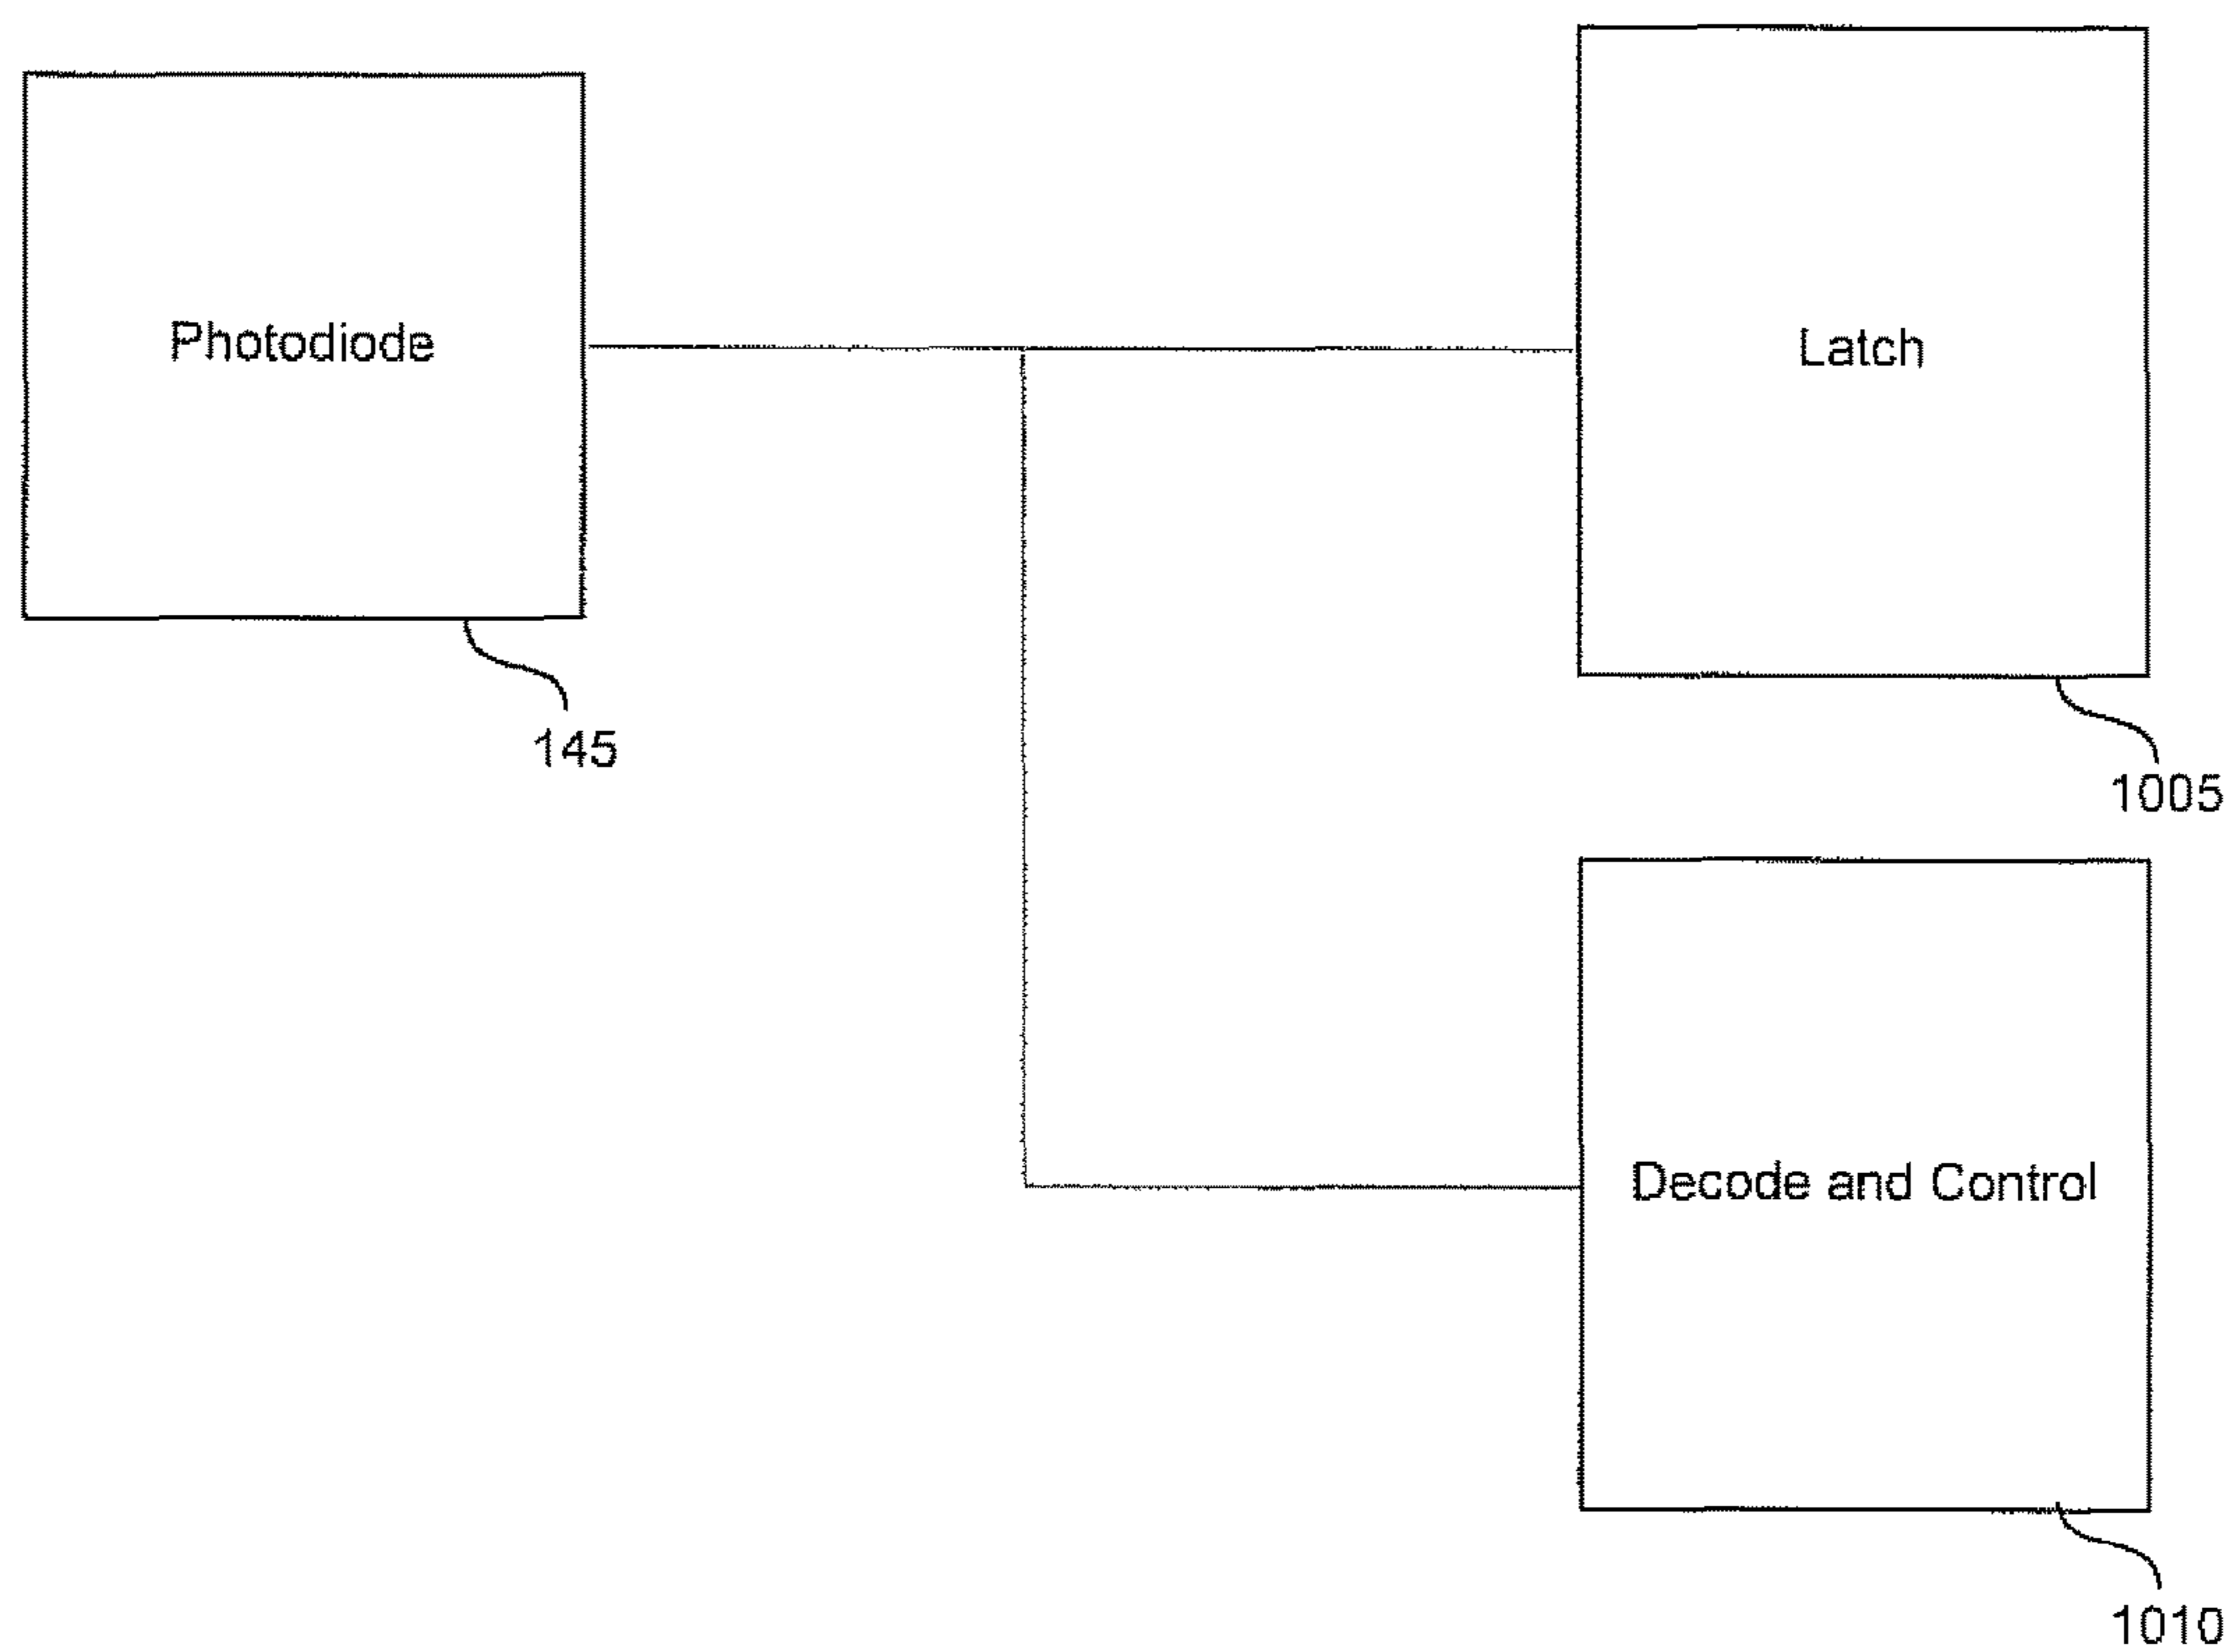 Photodiode
Latch
145
1005
Decode and Control
1010